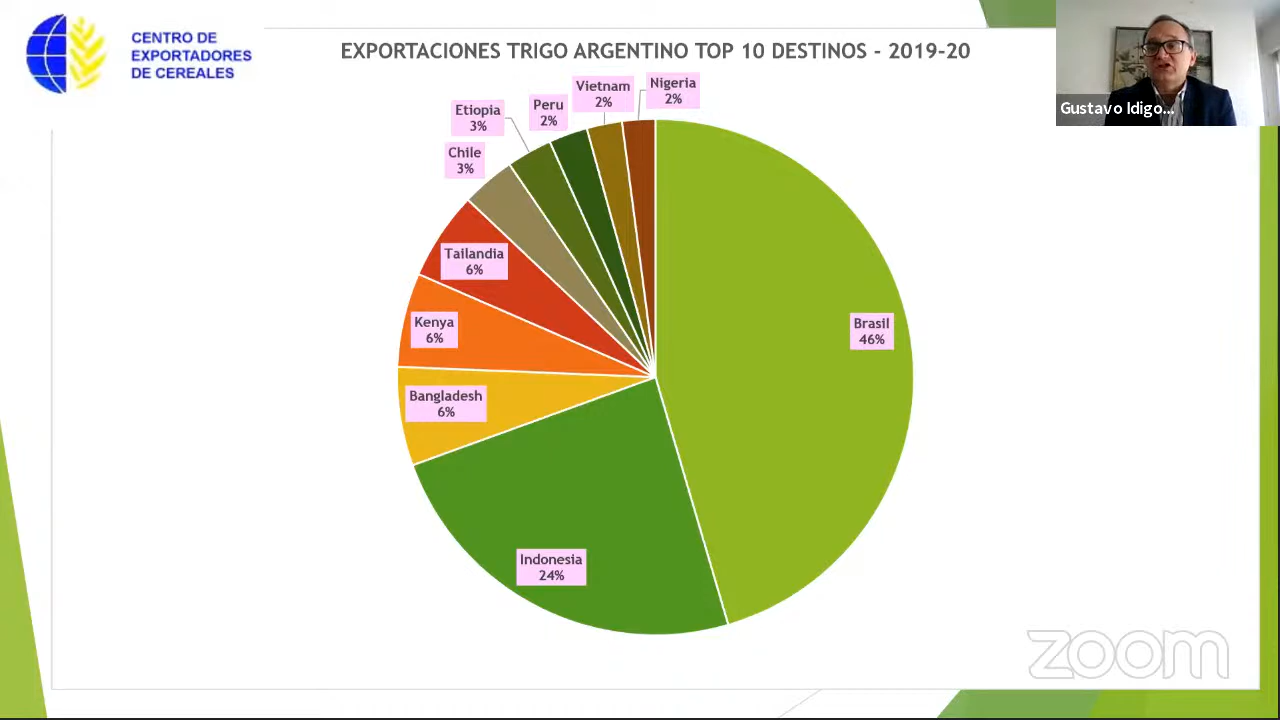 CENTRO DE
EXPORTADORES
DE CEREALES
EXPORTACIONES TRIGO ARGENTINO TOP 10 DESTINOS - 2019-20
Gustavo Idigo...
Nigeria
2%
Vietnam
2%
Peru
2%
Etiopia
3%
Chile
3%
Tailandia
6%
Kenya
6%
Bangladesh
6%
Brasil
46%
Indonesia
24%
zoom